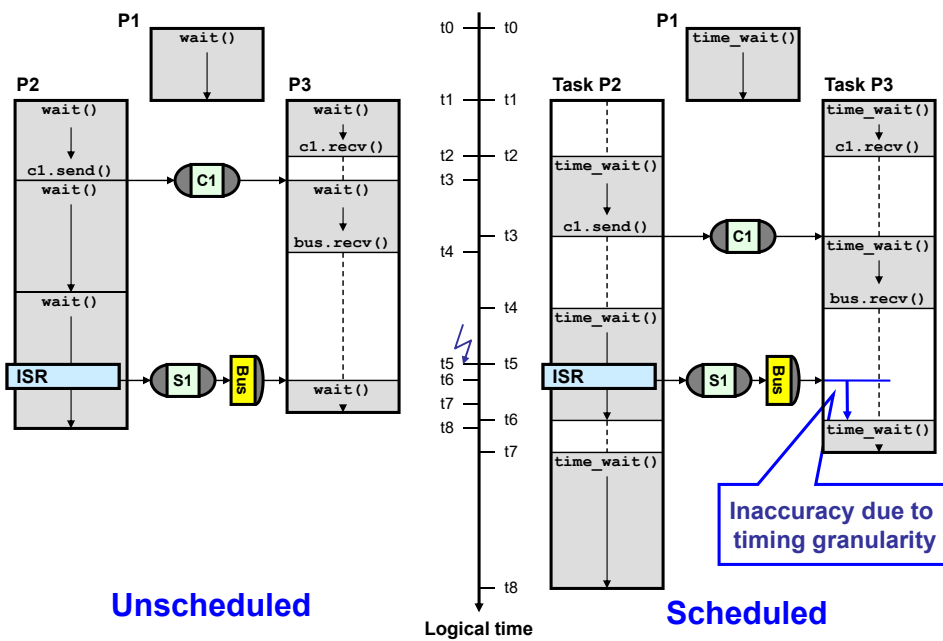 P1
wait()
P2
wait()
c1.send()
wait()
wait()
ISR
P3
wait()
c1.recv()
wait()
bus.recv()
wait()
C1
S1
Bus
Unscheduled
t0
t1
t2
t3
t4
t5
t6
t7
t8
t0
t1
t2
t3
t4
t5
t6
t7
t8
Logical time
P1
time_wait()
Task P2
time_wait()
c1.send()
time_wait()
ISR
time_wait()
Task P3
time_wait()
c1.recv()
time_wait()
bus.recv()
time_wait()
C1
S1
Bus
Inaccuracy due to
timing granularity
Scheduled